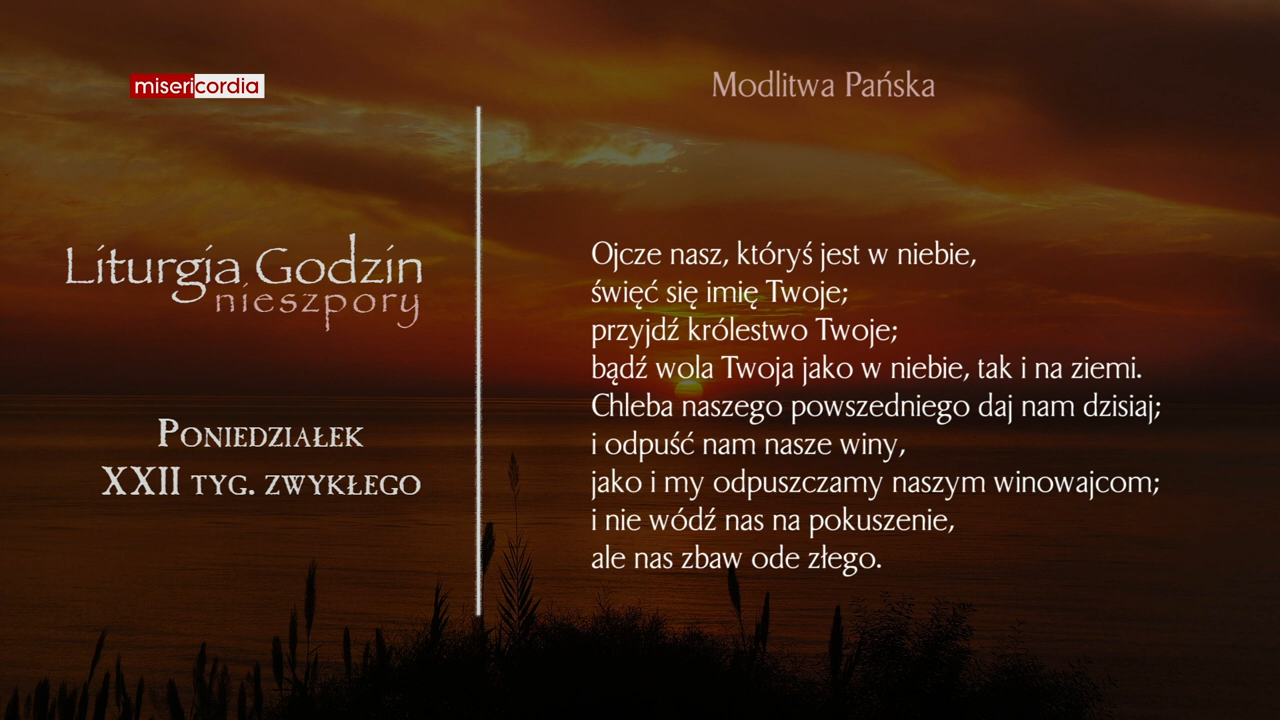 misericordia
Liturgia Godzin
nieszpory
Poniedziałek
XXII tyg. zwykłego
Modlitwa Pańska
Ojcze nasz, któryś jest w niebie,
święć się imię Twoje;
przyjdź królestwo Twoje;
bądź wola Twoja jako w niebie, tak i na ziemi.
Chleba naszego powszedniego daj nam dzisiaj;
i odpuść nam nasze winy,
jako i my odpuszczamy naszym winowajcom;
i nie wódź nas na pokuszenie,
ale nas zbaw ode złego.